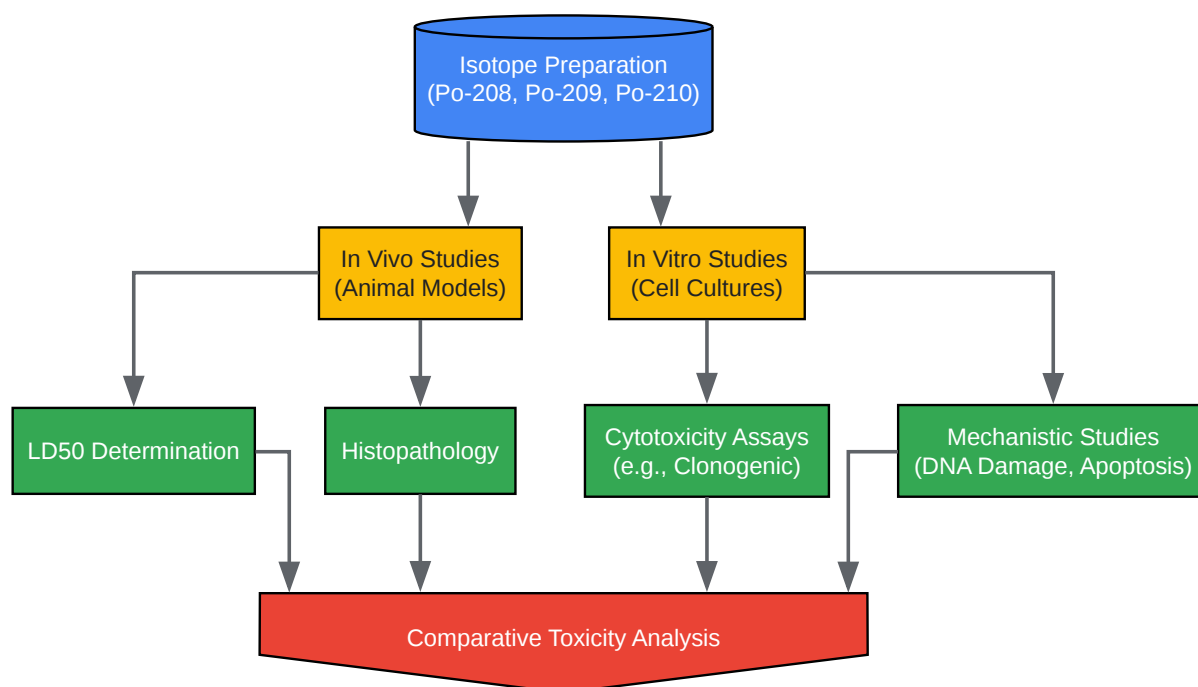 Isotope Preparation
(Po-208, Po-209, Po-210)
In Vivo Studies
(Animal Models)
In Vitro Studies
(Cell Cultures)
LD50 Determination
Histopathology
Cytotoxicity Assays
(e.g., Clonogenic)
Mechanistic Studies
(DNA Damage, Apoptosis)
Comparative Toxicity Analysis